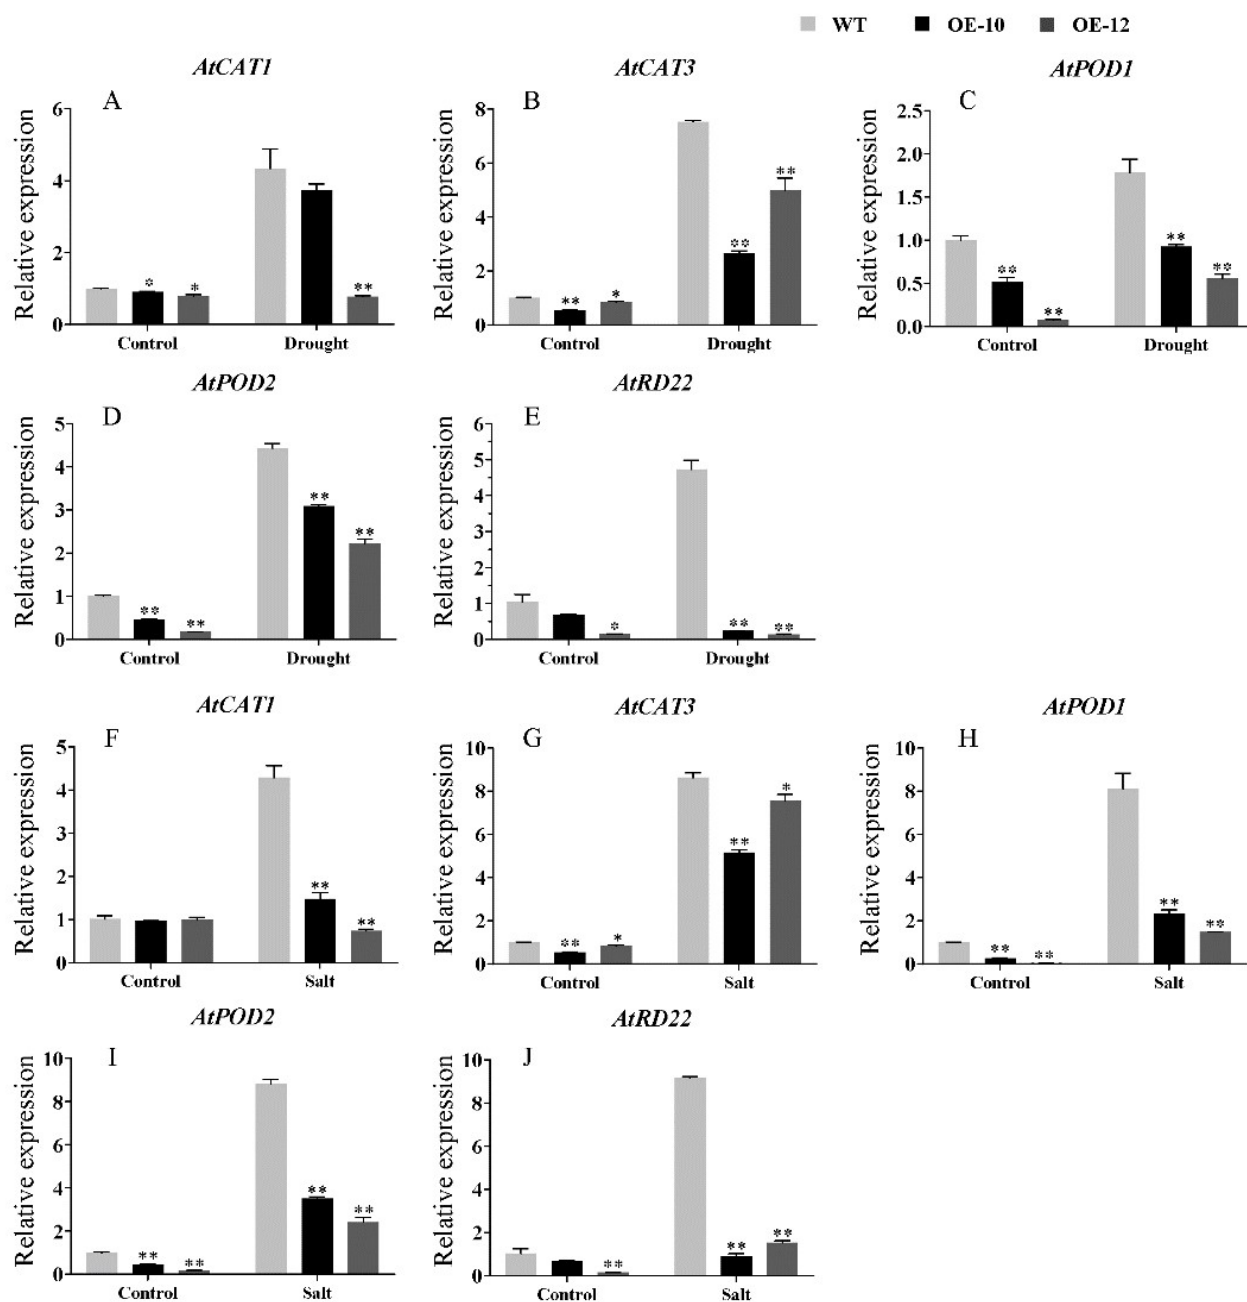 WT OE-10 OE-12
AtCAT1 AtCAT3 AtPOD1
A B C
Relative expression
6
4
2
0
* *
**
Control Drought
Relative expression
8
6
4
2
0
** *
** **
Control Drought
Relative expression
2.5
2.0
1.5
1.0
0.5
0.0
** **
** **
Control Drought
AtPOD2 AtRD22
D E
Relative expression
5
4
3
2
1
0
** **
** **
Control Drought
Relative expression
6
5
4
3
2
1
0
*
** **
Control Drought
AtCAT1 AtCAT3 AtPOD1
F G H
Relative expression
5
4
3
2
1
0
** **
Control Salt
Relative expression
10
8
6
4
2
0
** *
** *
Control Salt
Relative expression
10
8
6
4
2
0
** **
** **
Control Salt
AtPOD2 AtRD22
I J
Relative expression
10
8
6
4
2
0
** **
** **
Control Salt
Relative expression
10
8
6
4
2
0
**
** **
Control Salt